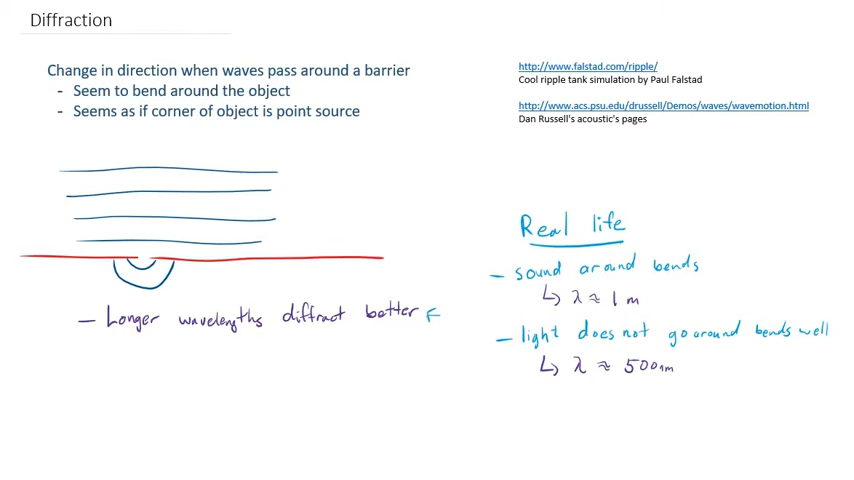 Diffraction
Change in direction when waves pass around a barrier
- Seem to bend around the object
- Seems as if corner of object is point source
http://www.falstad.com/ripple/
Cool ripple tank simulation by Paul Falstad
http://www.acs.psu.edu/drussell/Demos/waves/wavemotion.html
Dan Russell's acoustic's pages
- Longer wavelengths diffract better ←
Real life
- sound around bends
↳ λ ≈ 1 m
- light does not go around bends well
↳ λ ≈ 500nm